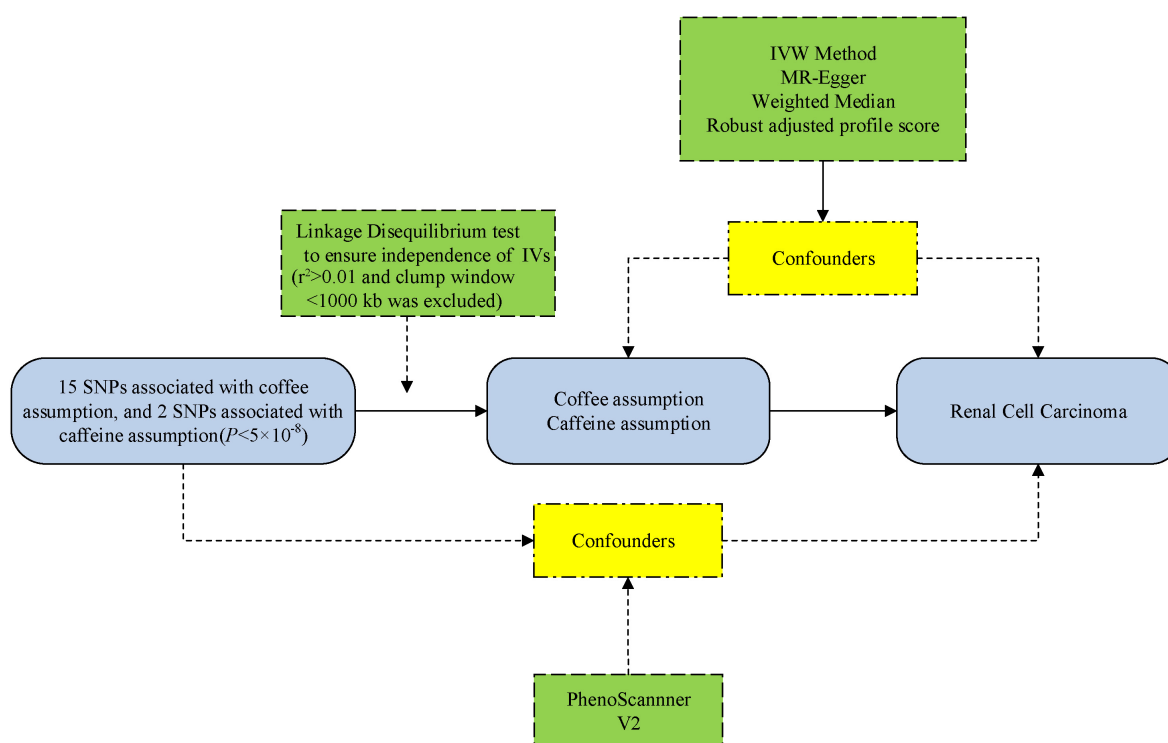 IVW Method
MR-Egger
Weighted Median
Robust adjusted profile score
Linkage Disequilibrium test
to ensure independence of IVs
(r²>0.01 and clump window
<1000 kb was excluded)
Confounders
15 SNPs associated with coffee
assumption, and 2 SNPs associated with
caffeine assumption(P<5×10⁻⁸)
Coffee assumption
Caffeine assumption
Renal Cell Carcinoma
Confounders
PhenoScannner
V2